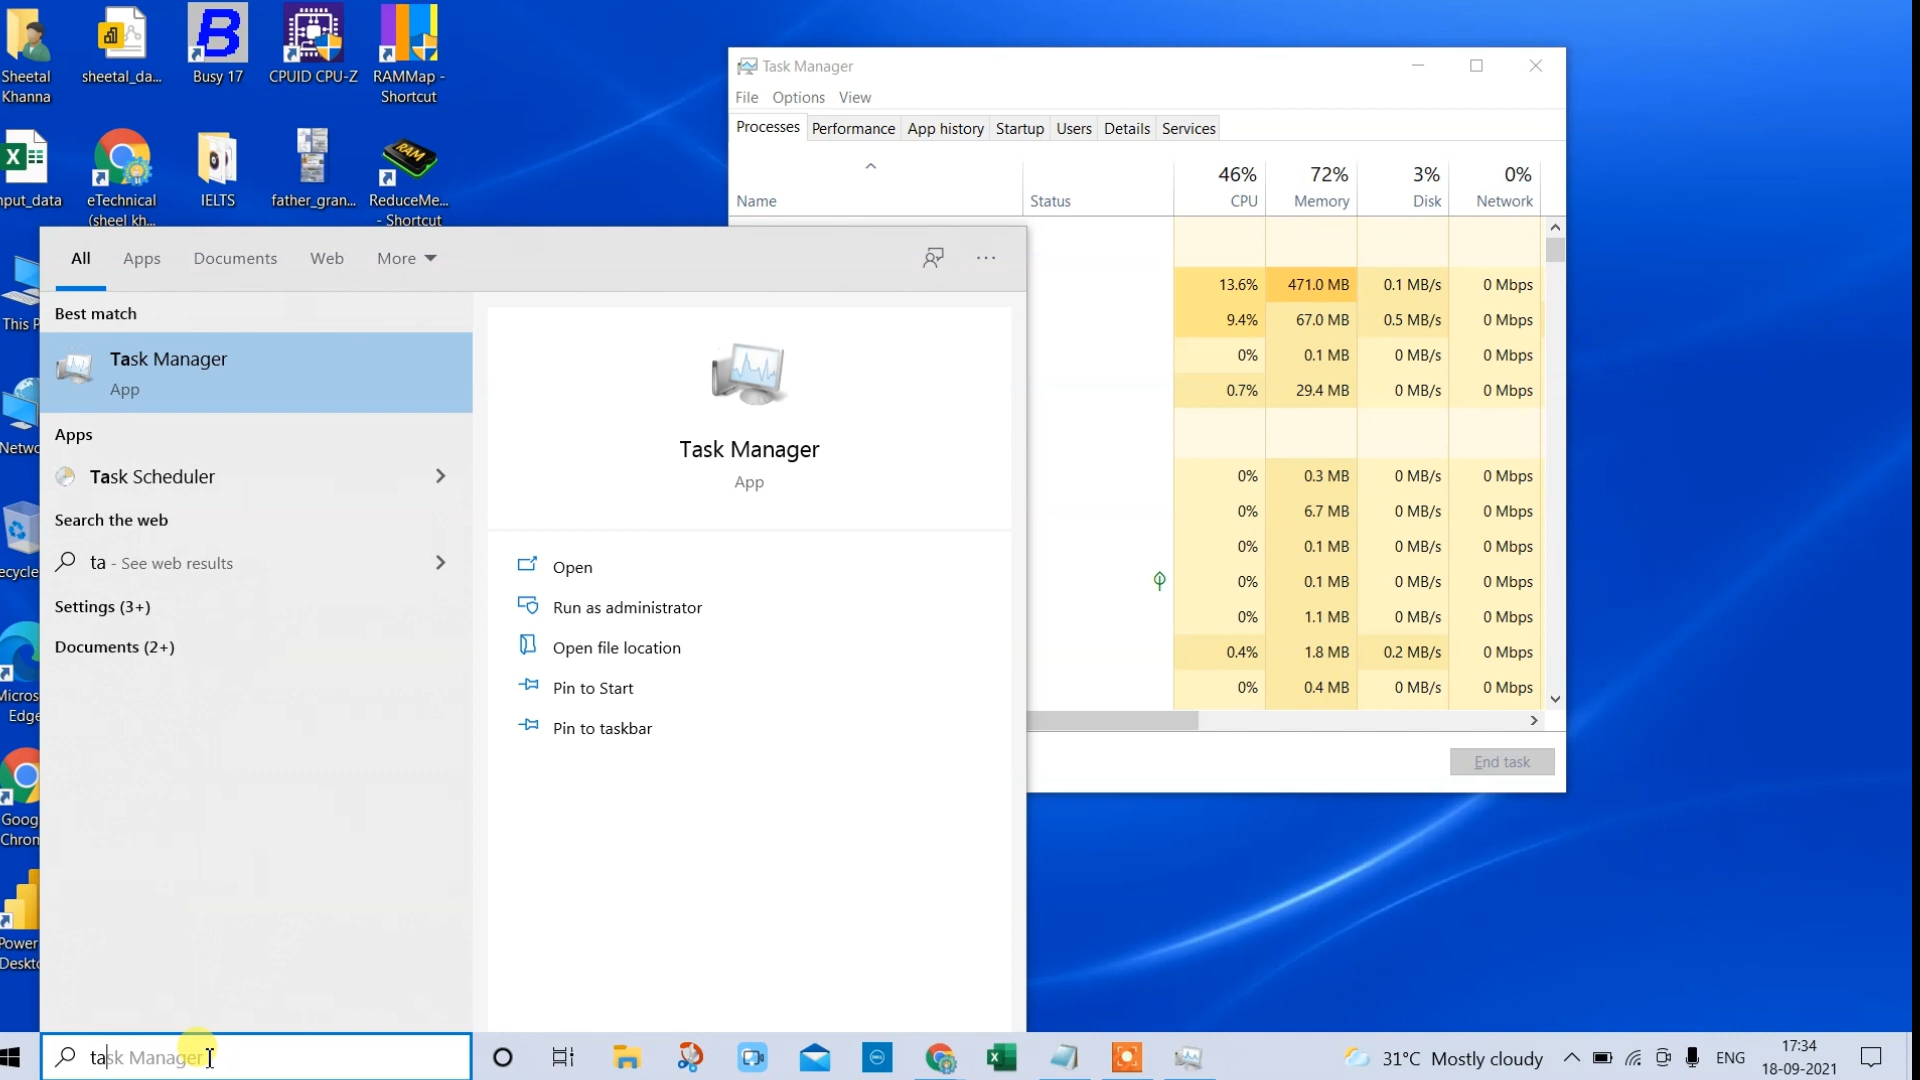 Sheetal
Khanna
sheetal_da...
Busy 17
CPUID CPU-Z
RAMMap -
Shortcut
nput_data
eTechnical
(sheel kh...
IELTS
father_gran...
RAM
ReduceMe...
- Shortcut
This P
Netwo
ecycle
Micros
Edge
Goog
Chron
Power
Deskto
Task Manager
File Options View
Processes Performance App history Startup Users Details Services
46% 72% 3% 0%
Name Status CPU Memory Disk Network
13.6% 471.0 MB 0.1 MB/s 0 Mbps
9.4% 67.0 MB 0.5 MB/s 0 Mbps
0% 0.1 MB 0 MB/s 0 Mbps
0.7% 29.4 MB 0 MB/s 0 Mbps
0% 0.3 MB 0 MB/s 0 Mbps
0% 6.7 MB 0 MB/s 0 Mbps
0% 0.1 MB 0 MB/s 0 Mbps
0% 0.1 MB 0 MB/s 0 Mbps
0% 1.1 MB 0 MB/s 0 Mbps
0.4% 1.8 MB 0.2 MB/s 0 Mbps
0% 0.4 MB 0 MB/s 0 Mbps
End task
All Apps Documents Web More
Best match
Task Manager
App
Apps
Task Scheduler
Search the web
ta - See web results
Settings (3+)
Documents (2+)
Task Manager
App
Open
Run as administrator
Open file location
Pin to Start
Pin to taskbar
task Manager
31°C Mostly cloudy
ENG
17:34
18-09-2021